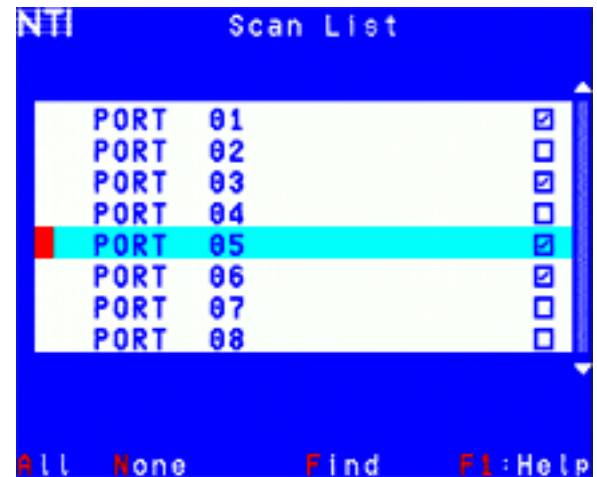 NTI Scan List
PORT 01
PORT 02
PORT 03
PORT 04
PORT 05
PORT 06
PORT 07
PORT 08
All None Find F1:Help